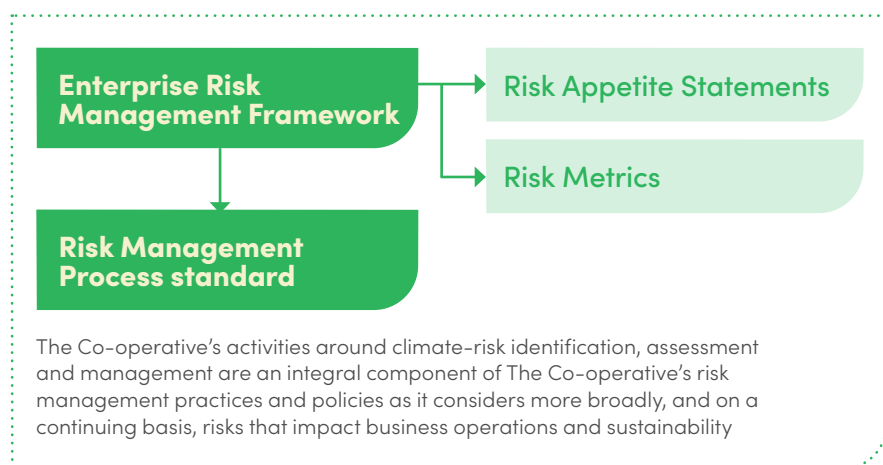 Enterprise Risk
Management Framework
Risk Appetite Statements
Risk Metrics
Risk Management
Process standard
The Co-operative’s activities around climate-risk identification, assessment
and management are an integral component of The Co-operative’s risk
management practices and policies as it considers more broadly, and on a
continuing basis, risks that impact business operations and sustainability